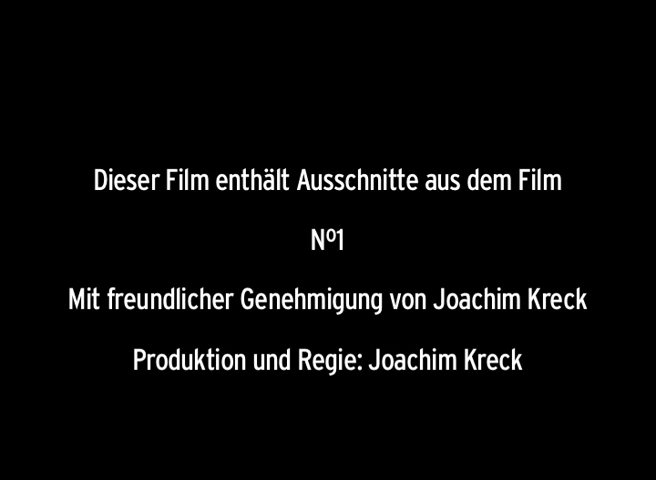 Dieser Film enthält Ausschnitte aus dem Film
Nº1
Mit freundlicher Genehmigung von Joachim Kreck
Produktion und Regie: Joachim Kreck